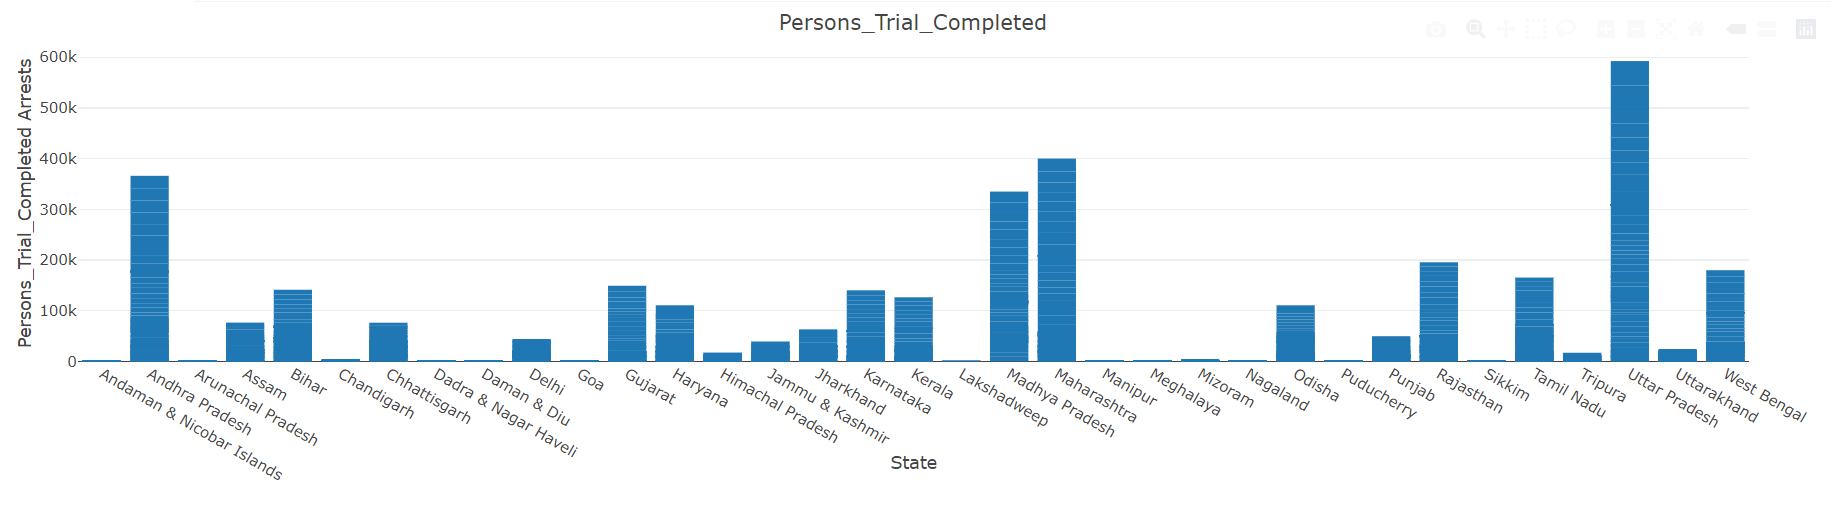 Persons_Trial_Completed
Persons_Trial_Completed Arrests
600k
500k
400k
300k
200k
100k
0
Andaman & Nicobar Islands
Andhra Pradesh
Arunachal Pradesh
Assam
Bihar
Chandigarh
Chhattisgarh
Dadra & Nagar Haveli
Daman & Diu
Delhi
Goa
Gujarat
Haryana
Himachal Pradesh
Jammu & Kashmir
Jharkhand
Karnataka
Kerala
Lakshadweep
Madhya Pradesh
Maharashtra
Manipur
Meghalaya
Mizoram
Nagaland
Odisha
Puducherry
Punjab
Rajasthan
Sikkim
Tamil Nadu
Tripura
Uttar Pradesh
Uttarakhand
West Bengal
State